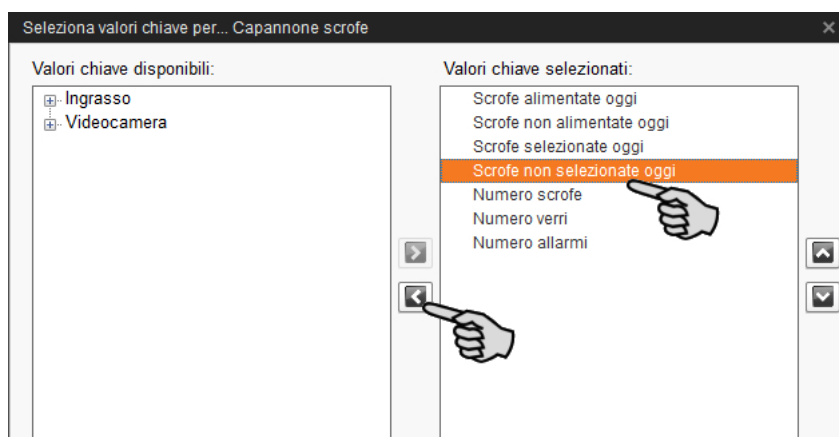 Seleziona valori chiave per... Capannone scrofe
Valori chiave disponibili:
Ingrasso
Videocamera
Valori chiave selezionati:
Scrofe alimentate oggi
Scrofe non alimentate oggi
Scrofe selezionate oggi
Scrofe non selezionate oggi
Numero scrofe
Numero verri
Numero allarmi